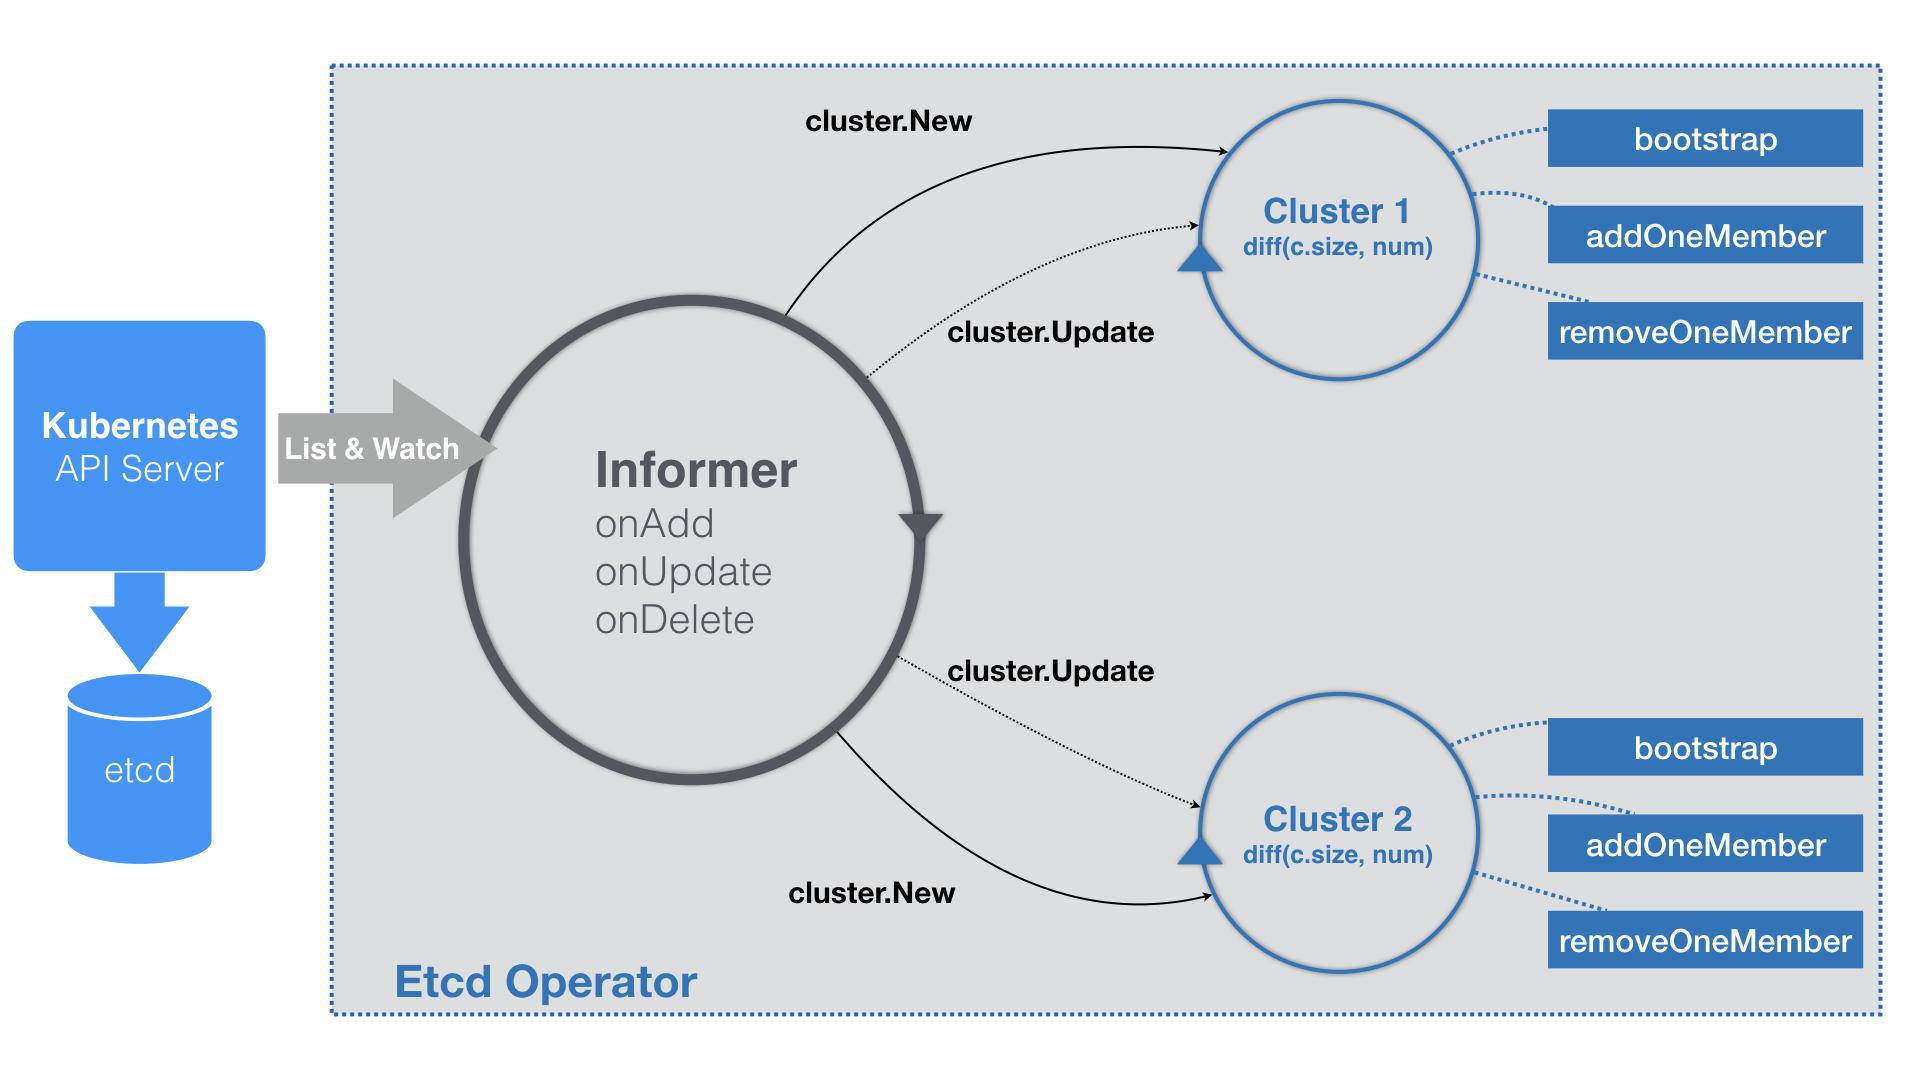 Kubernetes
API Server
etcd
List & Watch
Informer
onAdd
onUpdate
onDelete
cluster.New
cluster.Update
Cluster 1
diff(c.size, num)
bootstrap
addOneMember
removeOneMember
cluster.Update
cluster.New
Cluster 2
diff(c.size, num)
bootstrap
addOneMember
removeOneMember
Etcd Operator